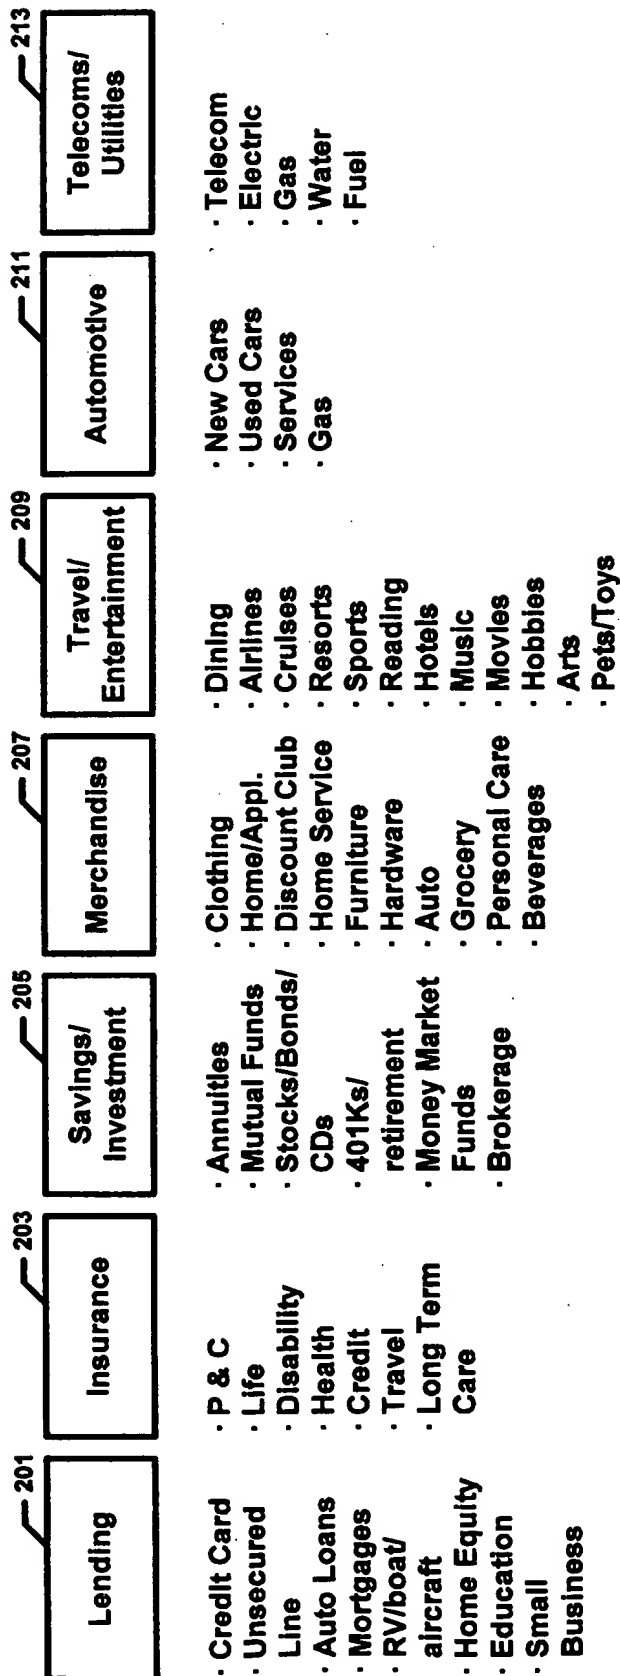 201
Lending
· Credit Card
· Unsecured
Line
· Auto Loans
· Mortgages
· RV/boat/
aircraft
· Home Equity
· Education
· Small
Business
203
Insurance
· P & C
· Life
· Disability
· Health
· Credit
· Travel
· Long Term
Care
205
Savings/
Investment
· Annuities
· Mutual Funds
· Stocks/Bonds/
CDs
· 401Ks/
retirement
· Money Market
Funds
· Brokerage
207
Merchandise
· Clothing
· Home/Appl.
· Discount Club
· Home Service
· Furniture
· Hardware
· Auto
· Grocery
· Personal Care
· Beverages
209
Travel/
Entertainment
· Dining
· Airlines
· Cruises
· Resorts
· Sports
· Reading
· Hotels
· Music
· Movies
· Hobbies
· Arts
· Pets/Toys
211
Automotive
· New Cars
· Used Cars
· Services
· Gas
213
Telecoms/
Utilities
· Telecom
· Electric
· Gas
· Water
· Fuel